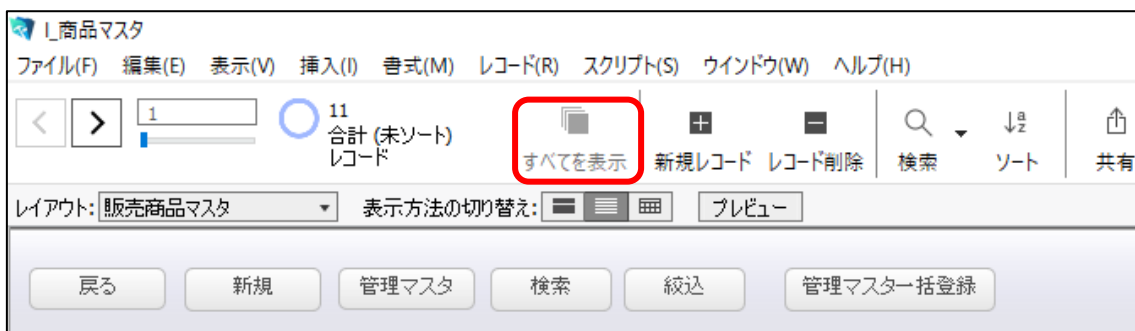 I_商品マスタ
ファイル(F) 編集(E) 表示(V) 挿入(I) 書式(M) レコード(R) スクリプト(S) ウインドウ(W) ヘルプ(H)
1
11
合計 (未ソート)
レコード
すべてを表示 新規レコード レコード削除 検索 ソート 共有
レイアウト: 販売商品マスタ 表示方法の切り替え: プレビュー
戻る 新規 管理マスタ 検索 絞込 管理マスター括登録